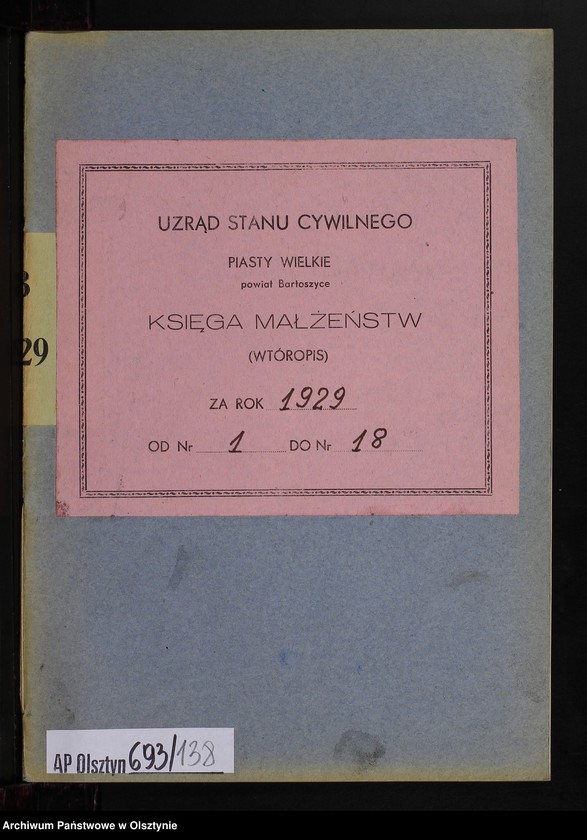 UZRĄD STANU CYWILNEGO
PIASTY WIELKIE
powiat Bartoszyce
KSIĘGA MAŁŻEŃSTW
(WTÓROPIS)
ZA ROK 1929
OD Nr 1 DO Nr 18
29
AP Olsztyn 693/138
Archiwum Państwowe w Olsztynie